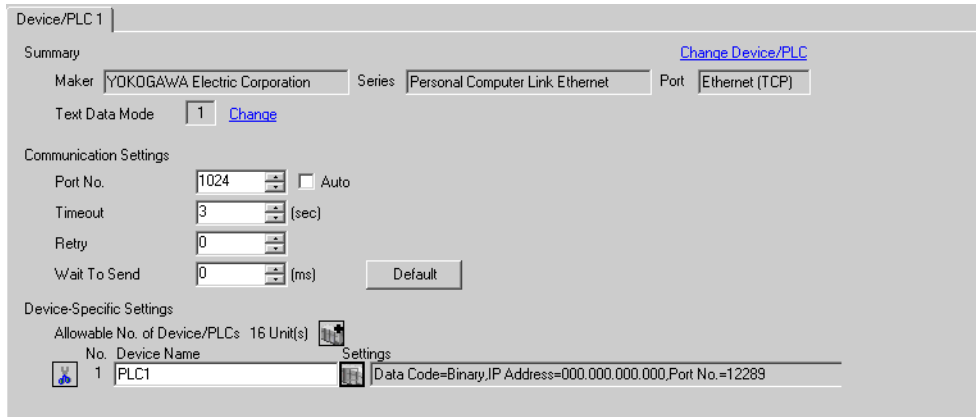 Device/PLC 1
Summary Change Device/PLC
Maker YOKOGAWA Electric Corporation Series Personal Computer Link Ethernet Port Ethernet (TCP)
Text Data Mode 1 Change
Communication Settings
Port No. 1024 Auto
Timeout 3 (sec)
Retry 0
Wait To Send 0 (ms) Default
Device-Specific Settings
Allowable No. of Device/PLCs 16 Unit(s)
No. Device Name Settings
1 PLC1 Data Code=Binary,IP Address=000.000.000.000,Port No.=12289